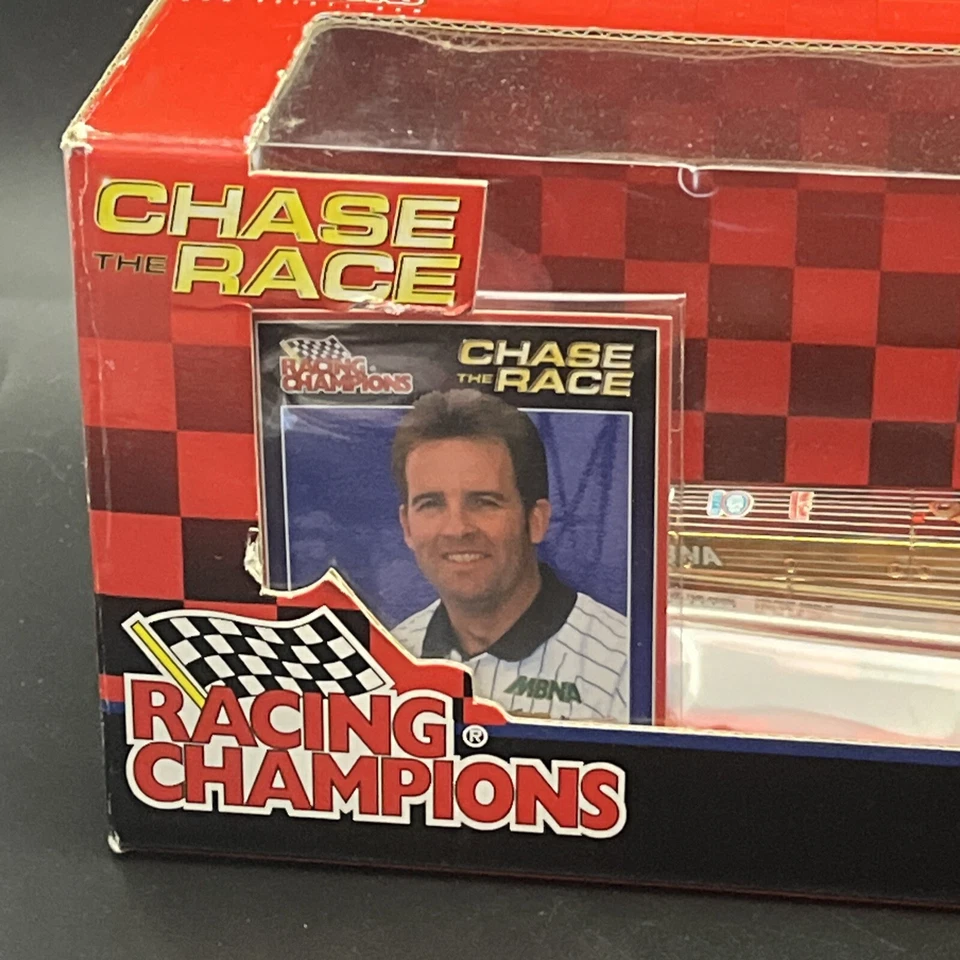 CHASE
THE RACE
RACING
CHAMPIONS
CHASE
THE RACE
MBNA
RACING ®
CHAMPIONS